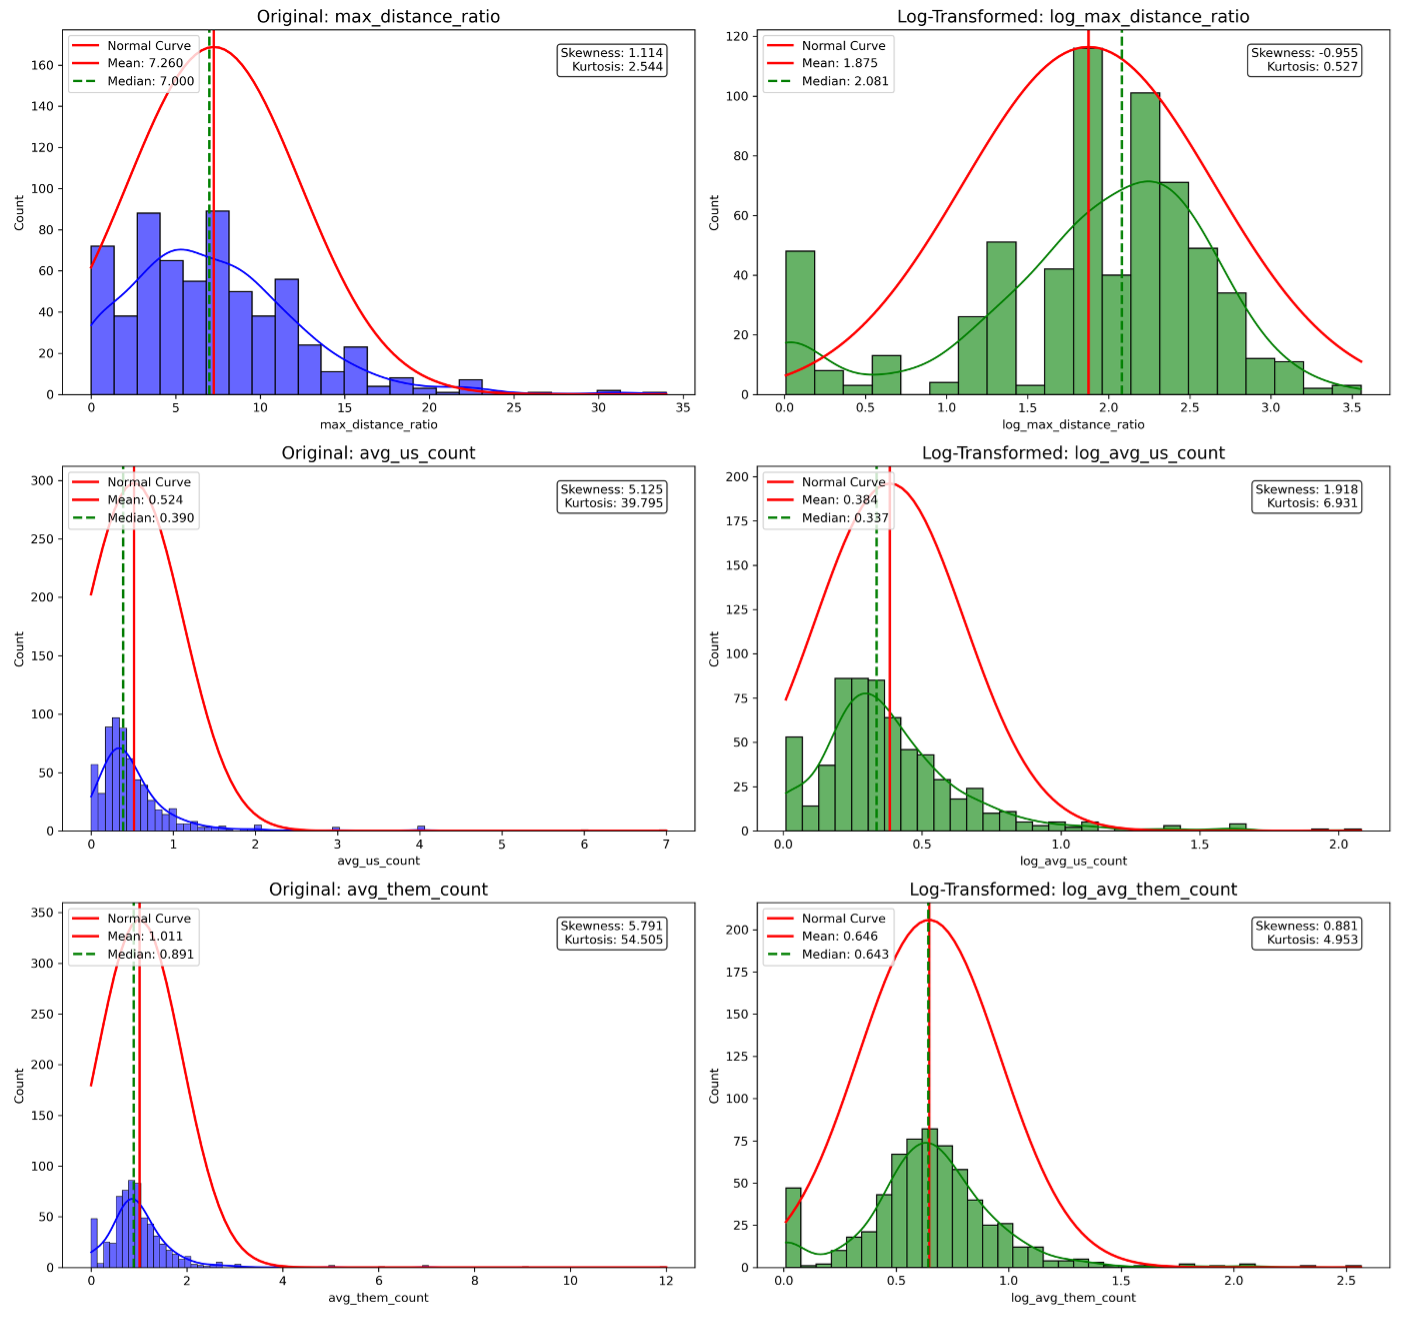 Original: max_distance_ratio
Normal Curve
Mean: 7.260
Median: 7.000
Skewness: 1.114
Kurtosis: 2.544
Count
0
20
40
60
80
100
120
140
160
0 5 10 15 20 25 30 35
max_distance_ratio
Log-Transformed: log_max_distance_ratio
Normal Curve
Mean: 1.875
Median: 2.081
Skewness: -0.955
Kurtosis: 0.527
Count
0
20
40
60
80
100
120
0.0 0.5 1.0 1.5 2.0 2.5 3.0 3.5
log_max_distance_ratio
Original: avg_us_count
Normal Curve
Mean: 0.524
Median: 0.390
Skewness: 5.125
Kurtosis: 39.795
Count
0
50
100
150
200
250
300
0 1 2 3 4 5 6 7
avg_us_count
Log-Transformed: log_avg_us_count
Normal Curve
Mean: 0.384
Median: 0.337
Skewness: 1.918
Kurtosis: 6.931
Count
0
25
50
75
100
125
150
175
200
0.0 0.5 1.0 1.5 2.0
log_avg_us_count
Original: avg_them_count
Normal Curve
Mean: 1.011
Median: 0.891
Skewness: 5.791
Kurtosis: 54.505
Count
0
50
100
150
200
250
300
350
0 2 4 6 8 10 12
avg_them_count
Log-Transformed: log_avg_them_count
Normal Curve
Mean: 0.646
Median: 0.643
Skewness: 0.881
Kurtosis: 4.953
Count
0
25
50
75
100
125
150
175
200
0.0 0.5 1.0 1.5 2.0 2.5
log_avg_them_count